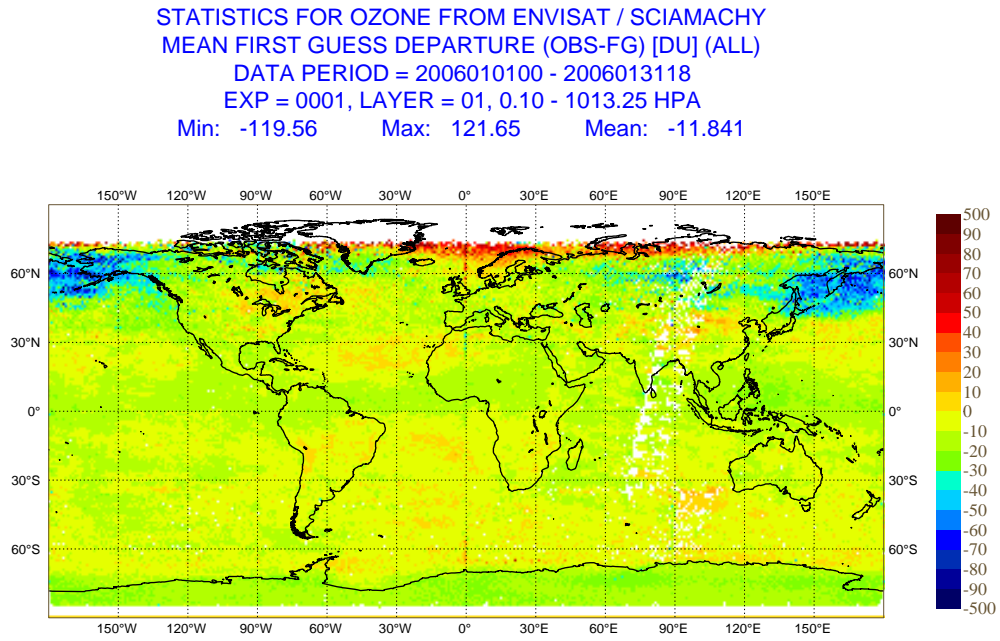 STATISTICS FOR OZONE FROM ENVISAT / SCIAMACHY
MEAN FIRST GUESS DEPARTURE (OBS-FG) [DU] (ALL)
DATA PERIOD = 2006010100 - 2006013118
EXP = 0001, LAYER = 01, 0.10 - 1013.25 HPA
Min: -119.56 Max: 121.65 Mean: -11.841
150°W 120°W 90°W 60°W 30°W 0° 30°E 60°E 90°E 120°E 150°E
60°N 60°N
30°N 30°N
0° 0°
30°S 30°S
60°S 60°S
150°W 120°W 90°W 60°W 30°W 0° 30°E 60°E 90°E 120°E 150°E
500
90
80
70
60
50
40
30
20
10
0
-10
-20
-30
-40
-50
-60
-70
-80
-90
-500